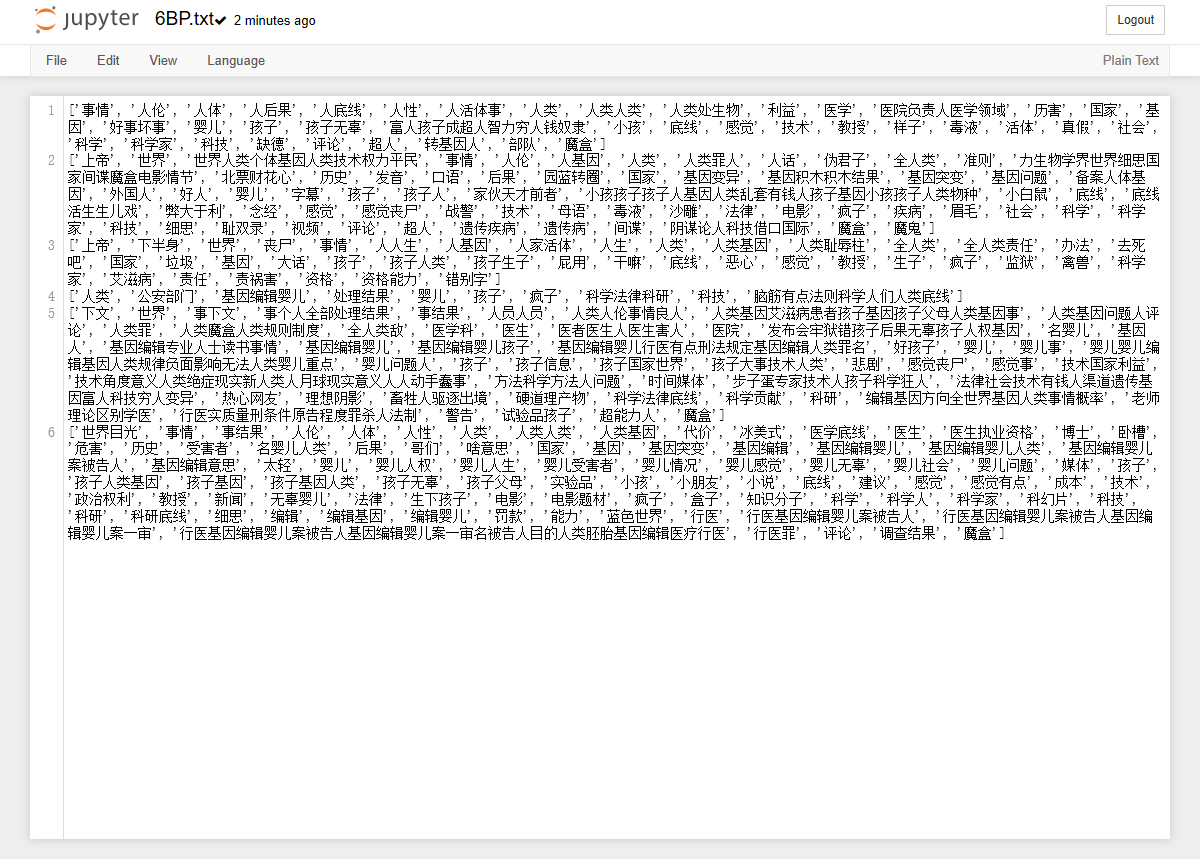 jupyter 6BP.txt✔ 2 minutes ago
Logout
File Edit View Language
Plain Text
1 ['事情', '人伦', '人体', '人后果', '人底线', '人性', '人活体事', '人类', '人类人类', '人类处生物', '利益', '医学', '医院负责人医学领域', '历害', '国家', '基
因', '好事坏事', '婴儿', '孩子', '孩子无辜', '富人孩子成超人智力穷人钱奴隶', '小孩', '底线', '感觉', '技术', '教授', '样子', '毒液', '活体', '真假', '社会',
'科学', '科学家', '科技', '缺德', '评论', '超人', '转基因人', '部队', '魔盒']
2 ['上帝', '世界', '世界人类个体基因人类技术权力平民', '事情', '人伦', '人基因', '人类', '人类罪人', '人话', '伪君子', '全人类', '准则', '力生物学界世界细思国
家间谍魔盒电影情节', '北票财花心', '历史', '发音', '口语', '后果', '园蓝转圈', '国家', '基因变异', '基因积木积木结果', '基因突变', '基因问题', '备案人体基
因', '外国人', '好人', '婴儿', '字幕', '孩子', '孩子人', '家伙天才前者', '小孩孩子孩子人基因人类乱套有钱人孩子基因小孩孩子人类物种', '小白鼠', '底线', '底线
活生生儿戏', '弊大于利', '念经', '感觉', '感觉丧尸', '战警', '技术', '母语', '毒液', '沙雕', '法律', '电影', '疯子', '疾病', '眉毛', '社会', '科学', '科学
家', '科技', '细思', '耻双录', '视频', '评论', '超人', '遗传疾病', '遗传病', '间谍', '阴谋论人科技借口国际', '魔盒', '魔鬼']
3 ['上帝', '下半身', '世界', '丧尸', '事情', '人人生', '人基因', '人家活体', '人生', '人类', '人类基因', '人类耻辱柱', '全人类', '全人类责任', '办法', '去死
吧', '国家', '垃圾', '基因', '大话', '孩子', '孩子人类', '孩子生子', '屁用', '干嘛', '底线', '恶心', '感觉', '教授', '生子', '疯子', '监狱', '禽兽', '科学
家', '艾滋病', '责任', '责祸害', '资格', '资格能力', '错别字']
4 ['人类', '公安部门', '基因编辑婴儿', '处理结果', '婴儿', '孩子', '疯子', '科学法律科研', '科技', '脑筋有点法则科学人们人类底线']
5 ['下文', '世界', '事下文', '事个人全部处理结果', '事结果', '人员人员', '人类人伦事情良人', '人类基因艾滋病患者孩子基因孩子父母人类基因事', '人类基因问题人评
论', '人类罪', '人类魔盒人类规则制度', '全人类敌', '医学科', '医生', '医者医生人医生害人', '医院', '发布会牢狱错孩子后果无辜孩子人权基因', '名婴儿', '基因
人', '基因编辑专业人士读书事情', '基因编辑婴儿', '基因编辑婴儿孩子', '基因编辑婴儿行医有点刑法规定基因编辑人类罪名', '好孩子', '婴儿', '婴儿事', '婴儿婴儿编
辑基因人类规律负面影响无法人类婴儿重点', '婴儿问题人', '孩子', '孩子信息', '孩子国家世界', '孩子大事技术人类', '悲剧', '感觉丧尸', '感觉事', '技术国家利益',
'技术角度意义人类绝症现实新人类人月球现实意义人人动手蠢事', '方法科学方法人问题', '时间媒体', '步子蛋专家技术人孩子科学狂人', '法律社会技术有钱人渠道遗传基
因富人科技穷人变异', '热心网友', '理想阴影', '畜牲人驱逐出境', '硬道理产物', '科学法律底线', '科学贡献', '科研', '编辑基因方向全世界基因人类事情概率', '老师
理论区别学医', '行医实质量刑条件原告程度罪杀人法制', '警告', '试验品孩子', '超能力人', '魔盒']
6 ['世界目光', '事情', '事结果', '人伦', '人体', '人性', '人类', '人类人类', '人类基因', '代价', '冰美式', '医学底线', '医生', '医生执业资格', '博士', '卧槽',
'危害', '历史', '受害者', '名婴儿人类', '后果', '哥们', '啥意思', '国家', '基因', '基因突变', '基因编辑', '基因编辑婴儿', '基因编辑婴儿人类', '基因编辑婴儿
案被告人', '基因编辑意思', '太轻', '婴儿', '婴儿人权', '婴儿人生', '婴儿受害者', '婴儿情况', '婴儿感觉', '婴儿无辜', '婴儿社会', '婴儿问题', '媒体', '孩子',
'孩子人类基因', '孩子基因', '孩子基因人类', '孩子无辜', '孩子父母', '实验品', '小孩', '小朋友', '小说', '底线', '建议', '感觉', '感觉有点', '成本', '技术',
'政治权利', '教授', '新闻', '无辜婴儿', '法律', '生下孩子', '电影', '电影题材', '疯子', '盒子', '知识分子', '科学', '科学人', '科学家', '科幻片', '科技',
'科研', '科研底线', '细思', '编辑', '编辑基因', '编辑婴儿', '罚款', '能力', '蓝色世界', '行医', '行医基因编辑婴儿案被告人', '行医基因编辑婴儿案被告人基因编
辑婴儿案一审', '行医基因编辑婴儿案被告人基因编辑婴儿案一审名被告人目的人类胚胎基因编辑医疗行医', '行医罪', '评论', '调查结果', '魔盒']